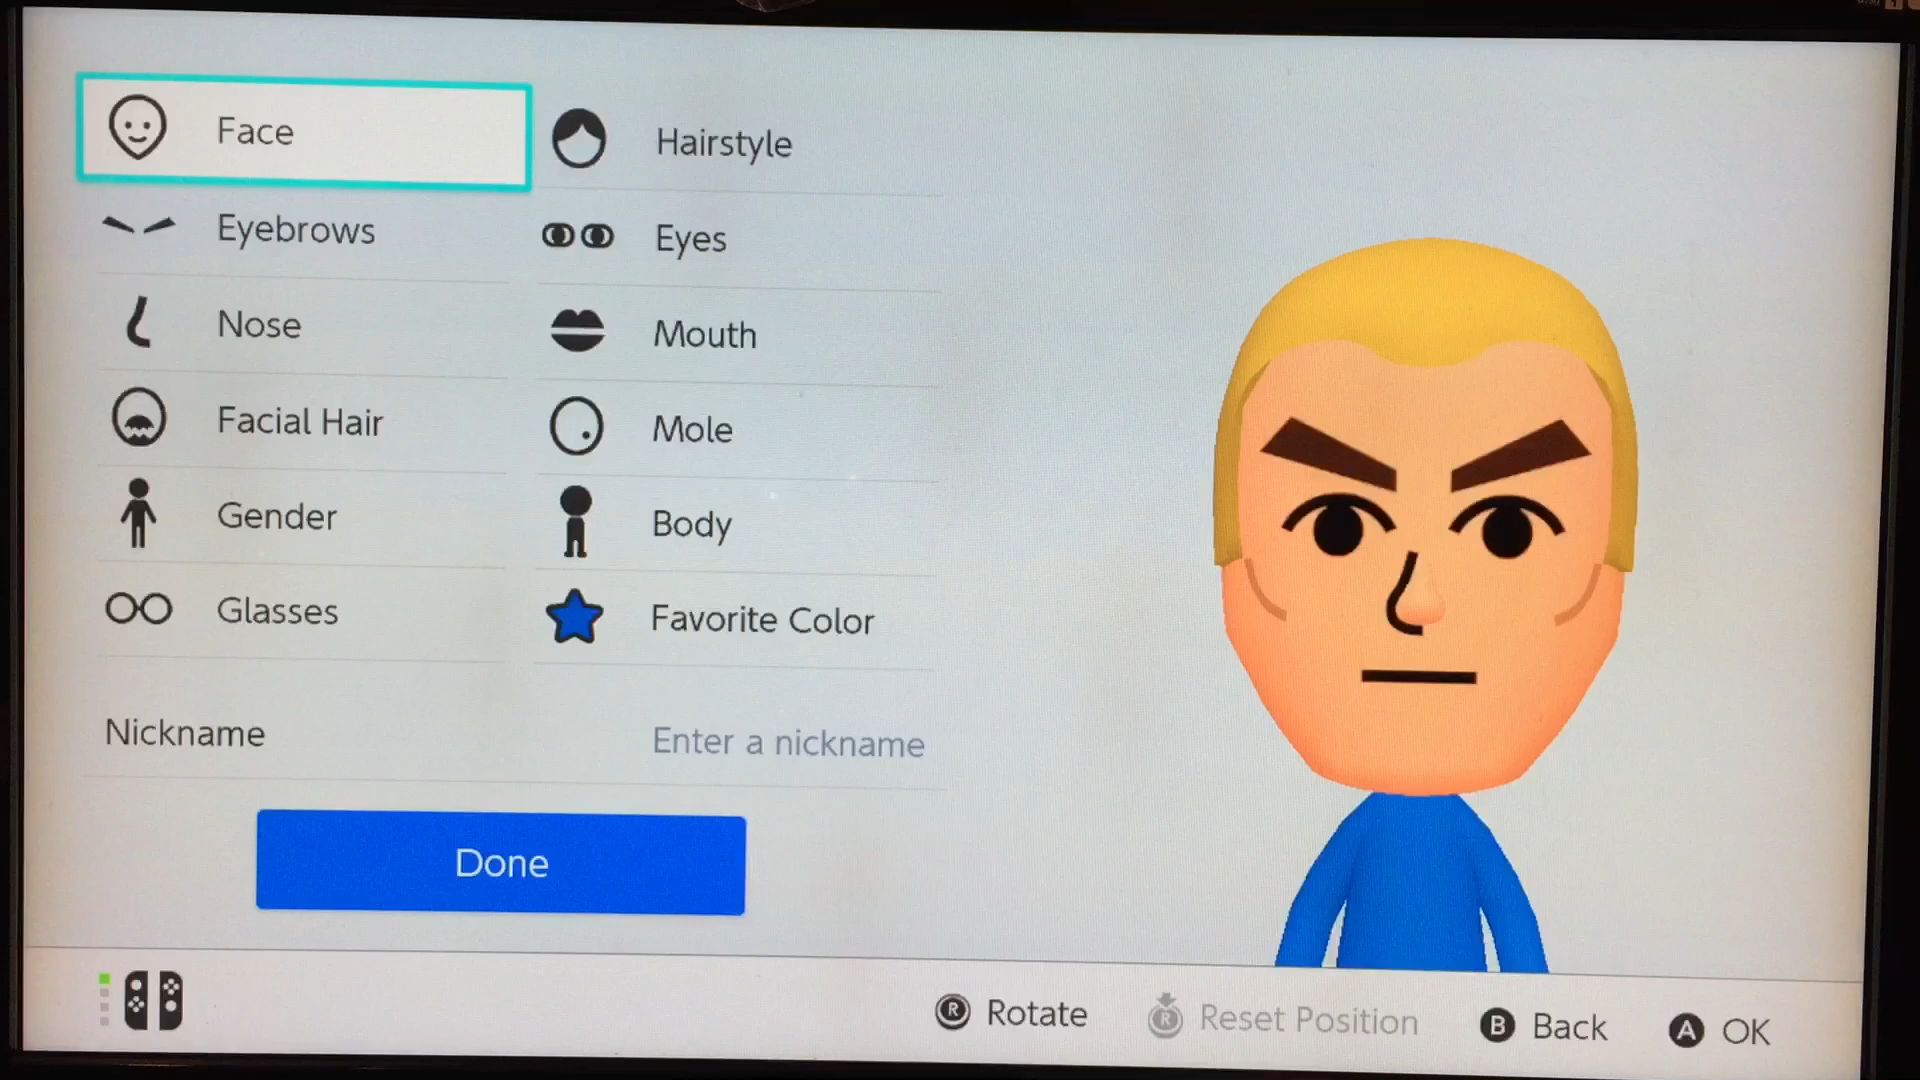 Face
Hairstyle
Eyebrows
Eyes
Nose
Mouth
Facial Hair
Mole
Gender
Body
Glasses
Favorite Color
Nickname
Enter a nickname
Done
R Rotate
R Reset Position
B Back
A OK